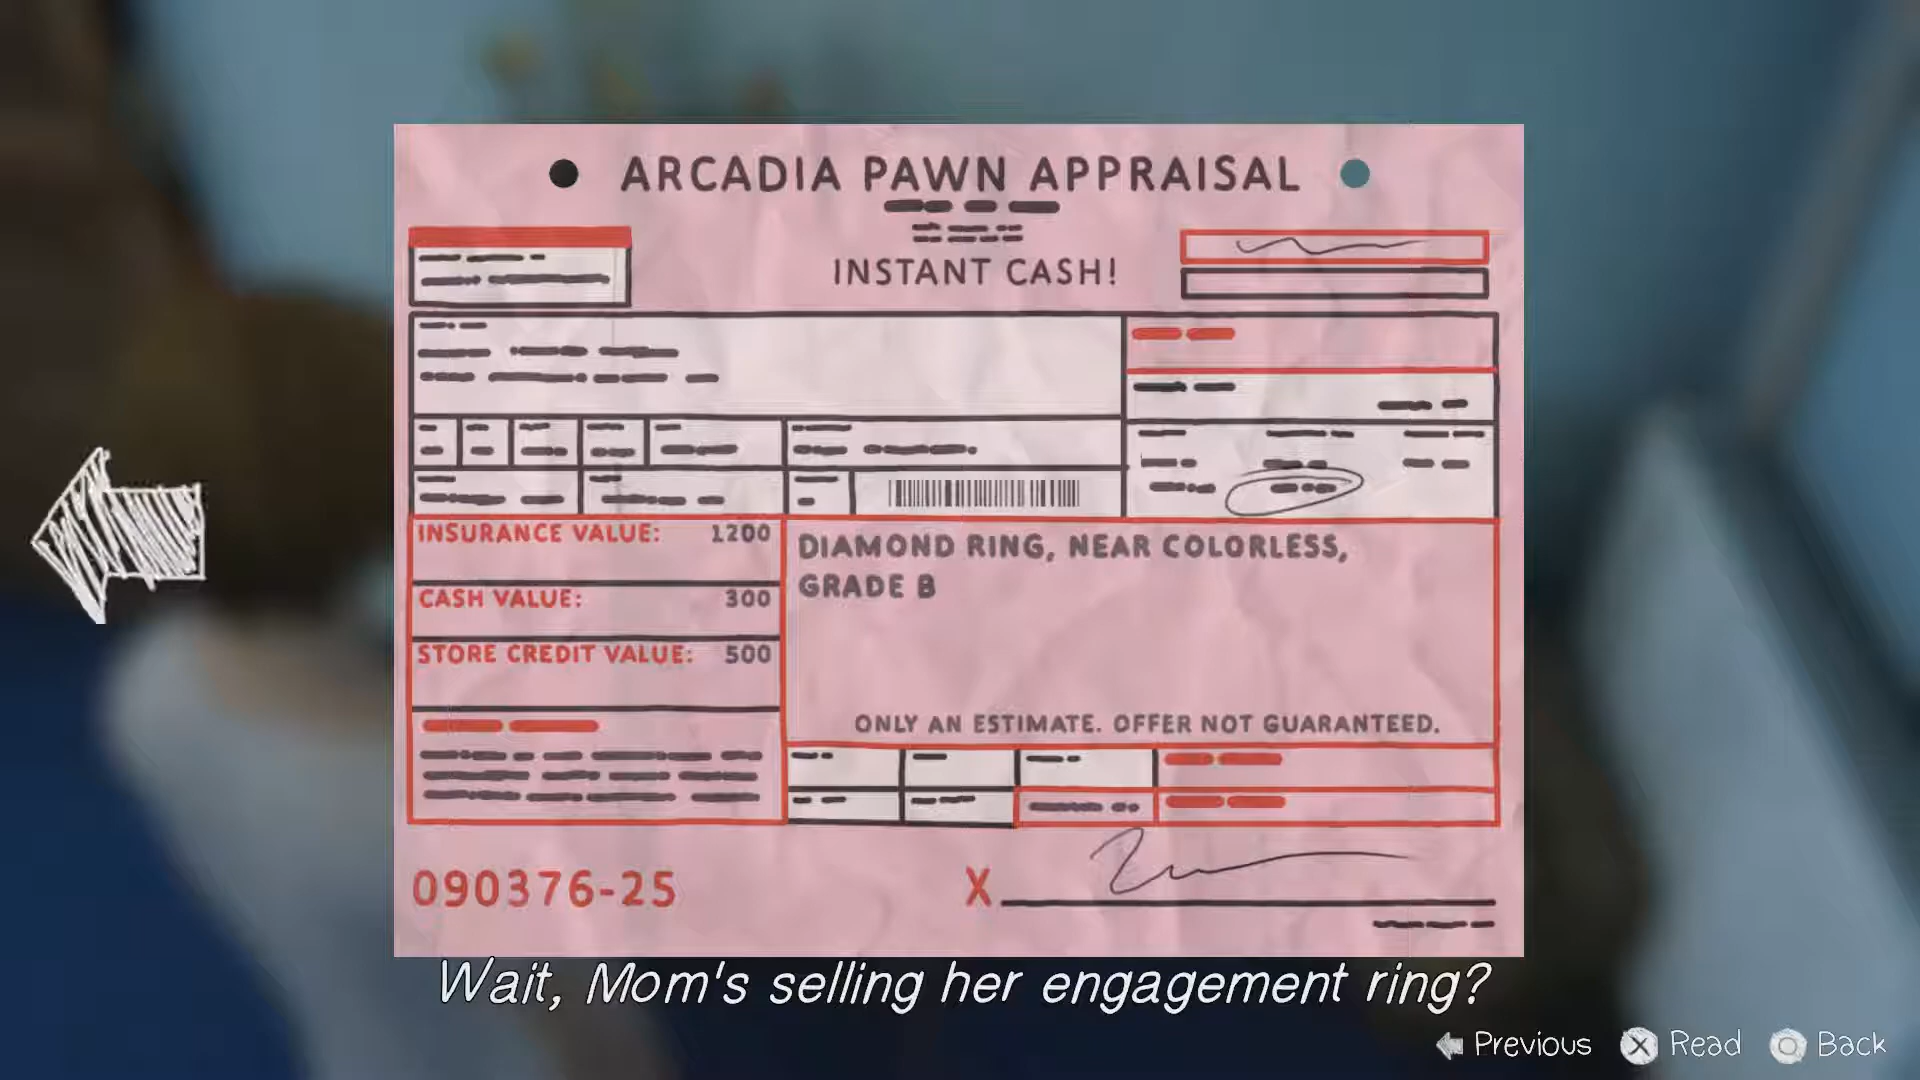 ARCADIA PAWN APPRAISAL
INSTANT CASH!
INSURANCE VALUE: 1200
CASH VALUE: 300
STORE CREDIT VALUE: 500
DIAMOND RING, NEAR COLORLESS,
GRADE B
ONLY AN ESTIMATE. OFFER NOT GUARANTEED.
090376-25
X
Wait, Mom's selling her engagement ring?
Previous
Read
Back